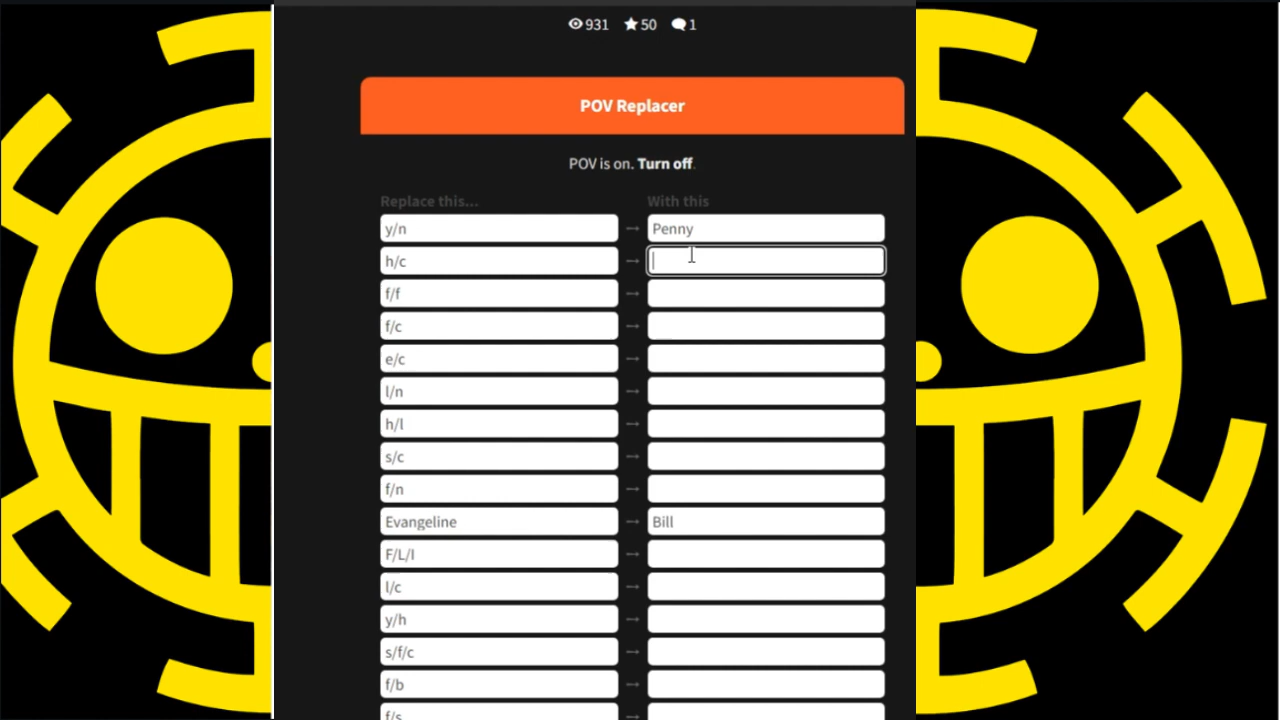 931 50 1
POV Replacer
POV is on. Turn off.
Replace this... With this
y/n Penny
h/c
f/f
f/c
e/c
l/n
h/l
s/c
f/n
Evangeline Bill
F/L/I
l/c
y/h
s/f/c
f/b
f/s